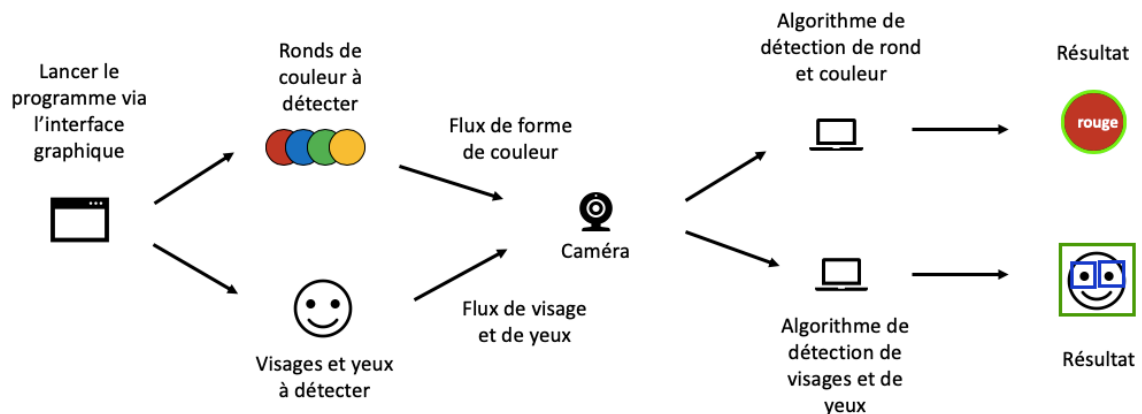 Lancer le
programme via
l'interface
graphique
Ronds de
couleur à
détecter
Visages et yeux
à détecter
Flux de forme
de couleur
Flux de visage
et de yeux
Caméra
Algorithme de
détection de rond
et couleur
Algorithme de
détection de
visages et de
yeux
Résultat
rouge
Résultat